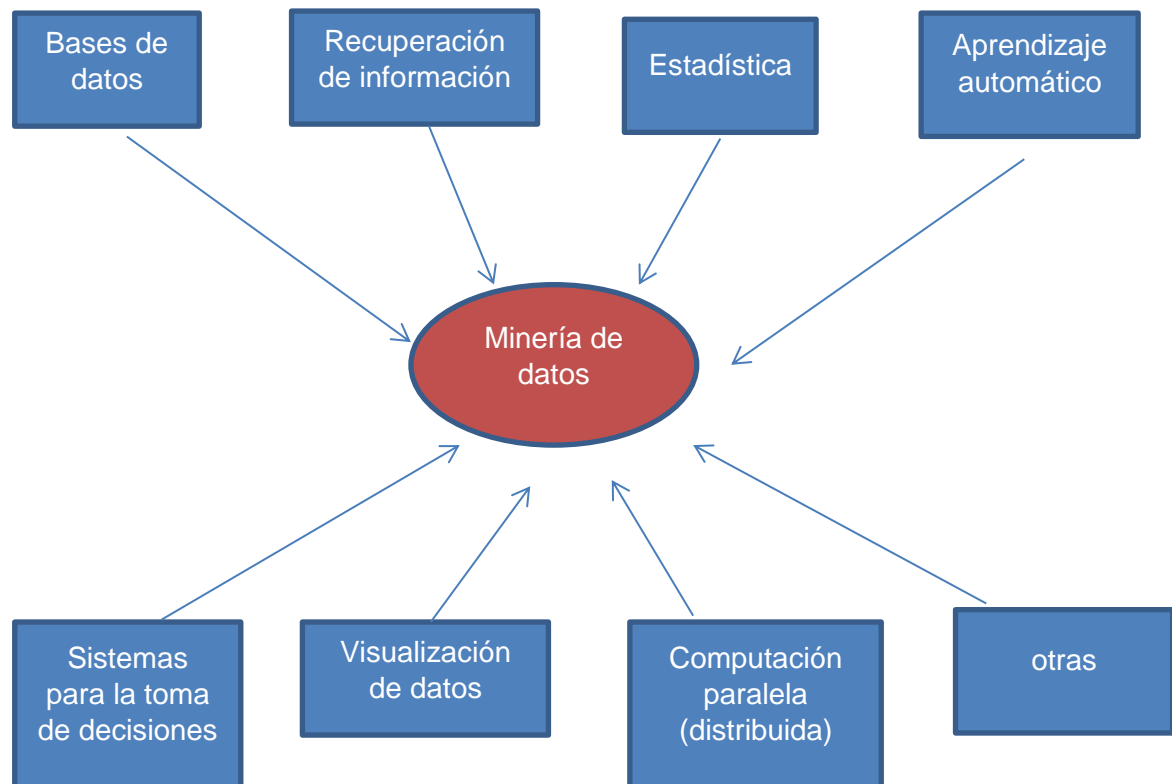 Bases de
datos
Recuperación
de información
Estadística
Aprendizaje
automático
Minería de
datos
Sistemas
para la toma
de decisiones
Visualización
de datos
Computación
paralela
(distribuida)
otras